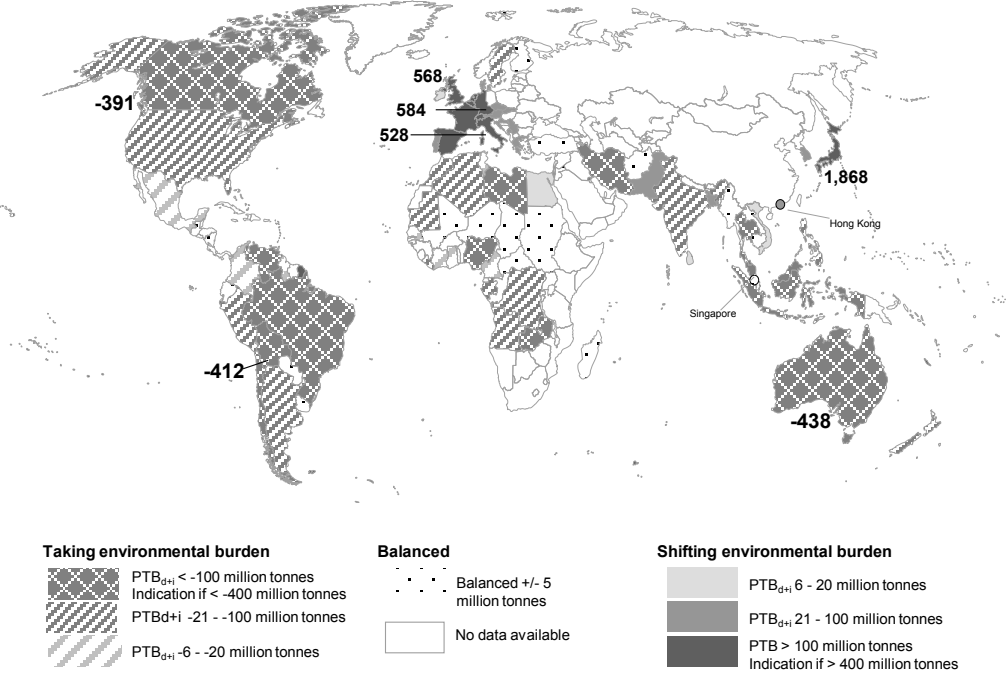 568
-391
584
528
1,868
Hong Kong
Singapore
-412
-438
Taking environmental burden
PTBd+i < -100 million tonnes
Indication if < -400 million tonnes
PTBd+i -21 - -100 million tonnes
PTBd+i -6 - -20 million tonnes
Balanced
Balanced +/- 5
million tonnes
No data available
Shifting environmental burden
PTBd+i 6 - 20 million tonnes
PTBd+i 21 - 100 million tonnes
PTB > 100 million tonnes
Indication if > 400 million tonnes